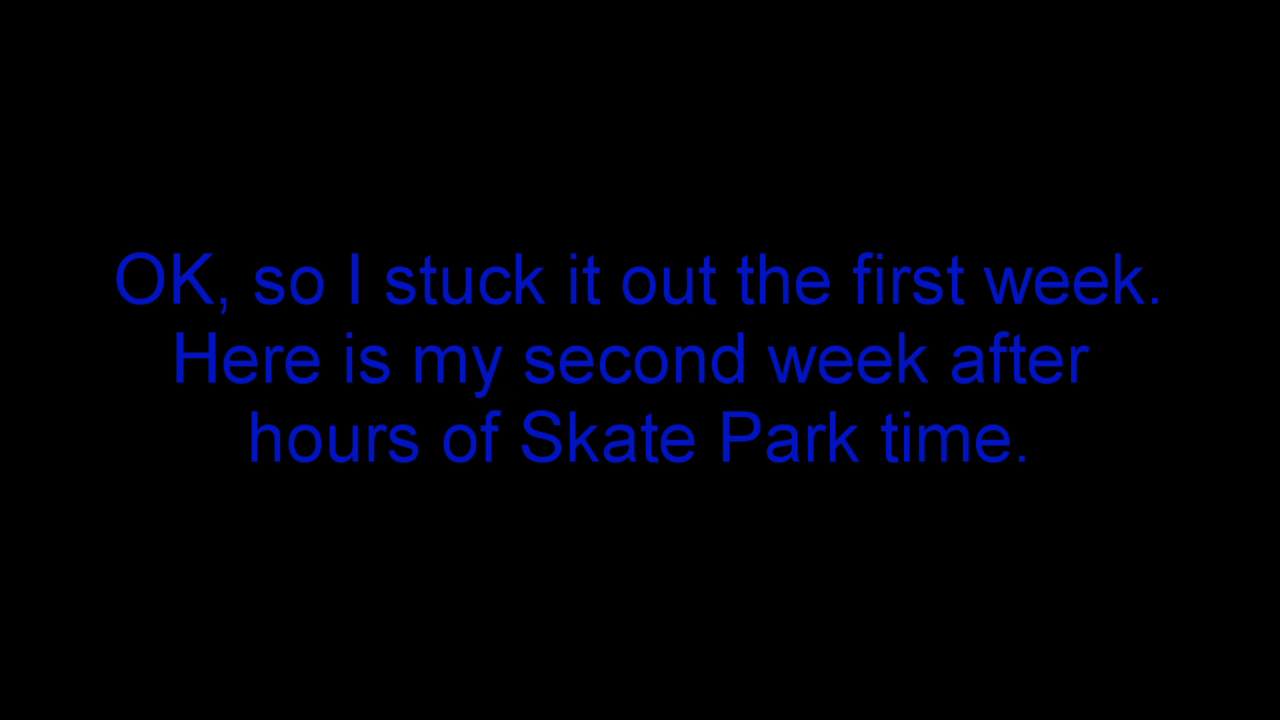 OK, so I stuck it out the first week.
Here is my second week after
hours of Skate Park time.